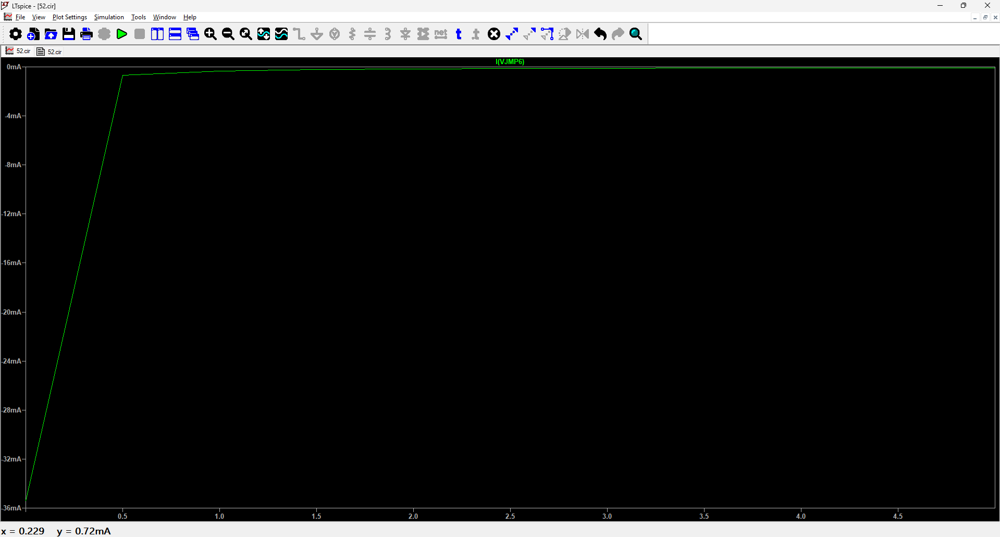 LTspice - [52.cir]
File View Plot Settings Simulation Tools Window Help
net
t t
52.cir 52.cir
I(VJMP6)
0mA
-4mA
-8mA
-12mA
-16mA
-20mA
-24mA
-28mA
-32mA
-36mA
0.5 1.0 1.5 2.0 2.5 3.0 3.5 4.0 4.5
x = 0.229 y = 0.72mA